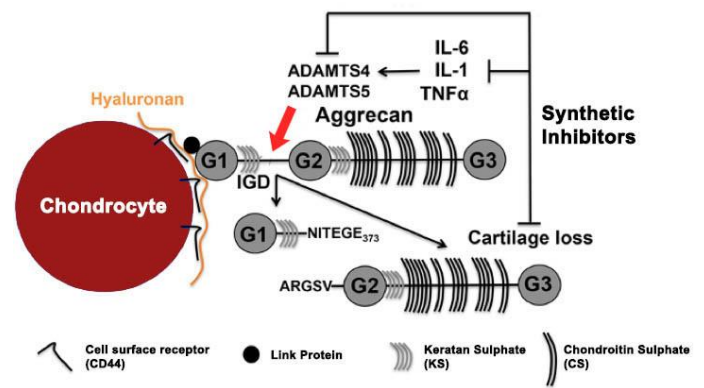 IL-6
ADAMTS4
IL-1
ADAMTS5
TNFα
Hyaluronan
Aggrecan
Synthetic
Inhibitors
G1
G2
G3
IGD
Chondrocyte
G1
NITEGE373
Cartilage loss
ARGSV
G2
G3
Cell surface receptor
(CD44)
Link Protein
Keratan Sulphate
(KS)
Chondroitin Sulphate
(CS)